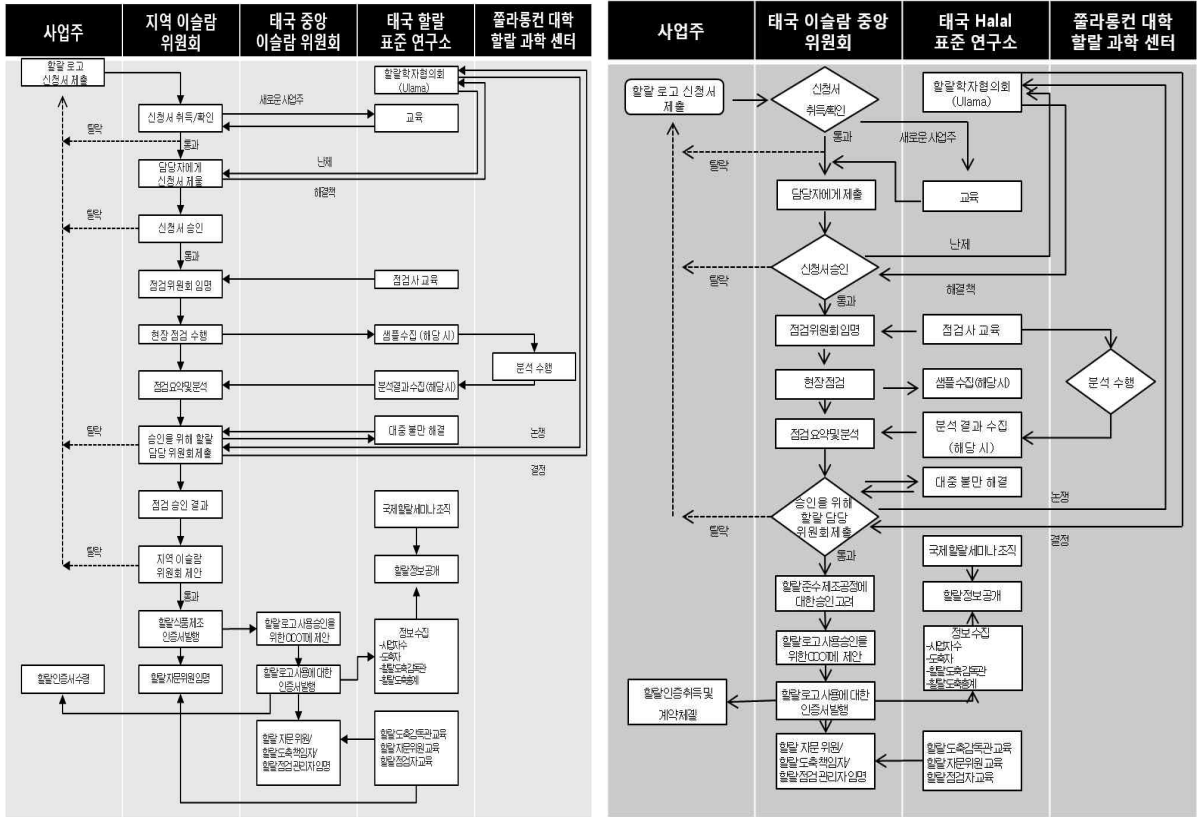 사업주
지역 이슬람
위원회
태국 중앙
이슬람 위원회
태국 할랄
표준 연구소
쭐라롱컨 대학
할랄 과학 센터
할랄 로고
신청서 제출
할랄학자협의회
(Ulama)
새로운 사업주
신청서 취득/확인
교육
탈락
통과
난제
담당자에게
신청서 제출
해결책
탈락
신청서 승인
통과
점검위원회 임명
점검사 교육
현장 점검 수행
샘플수집 (해당 시)
분석 수행
점검요약및분석
분석결과수집(해당 시)
탈락
승인을 위해 할랄
담당 위원회제출
대중 불만 해결
논쟁
결정
점검 승인 결과
국제할랄세미나 조직
탈락
지역 이슬람
위원회 제안
할랄정보공개
통과
할랄식품제조
인증서발행
할랄로고 사용승인을
정보수집
-사업자수
-도축자
-할랄도축감독관
-할랄도축통계
할랄인증서수령
할랄자문위원임명
할랄로고사용에 대한
인증서발행
할랄 자문 위원/
할랄도축책임자/
할랄점검관리자 임명
할랄도축감독관교육
할랄 자문위원교육
할랄점검자교육
사업주
태국 이슬람 중앙
위원회
태국 Halal
표준 연구소
쭐라롱컨 대학
할랄 과학 센터
할랄 로고 신청서
제출
신청서
취득/확인
할랄학자협의회
(Ulama)
통과
새로운 사업주
탈락
담당자에게 제출
교육
난제
신청서승인
탈락
해결책
통과
점검위원회임명
점검사 교육
현장점검
샘플수집(해당시)
분석 수행
점검요약및분석
분석 결과 수집
(해당 시)
대중 불만 해결
논쟁
승인을 위해
할랄 담당
위원회제출
탈락
결정
통과
국제할랄세미나조직
할랄준수제조공정에
대한승인고려
할랄정보공개
할랄로고사용승인을
정보수집
-사업자수
-도축자
-할랄도축감독관
-할랄도축통계
할랄인증취득및
계약체결
할랄로고사용에대한
인증서발행
할랄 자문위원/
할랄도축책임자/
할랄점검관리자임명
할랄도축감독관교육
할랄자문위원교육
할랄점검자교육